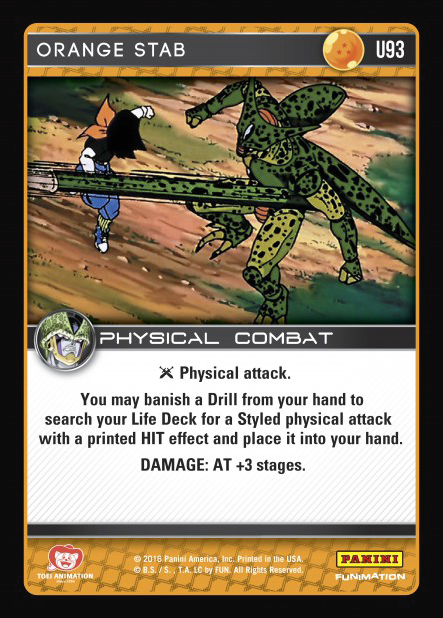 ORANGE STAB
U93
PHYSICAL COMBAT
Physical attack.
You may banish a Drill from your hand to
search your Life Deck for a Styled physical attack
with a printed HIT effect and place it into your hand.
DAMAGE: AT +3 stages.
TOEI ANIMATION
© 2016 Panini America, Inc. Printed in the USA.
© B.S. / S. , T.A. LC by FUN. All Rights Reserved.
PANINI
FUNIMATION